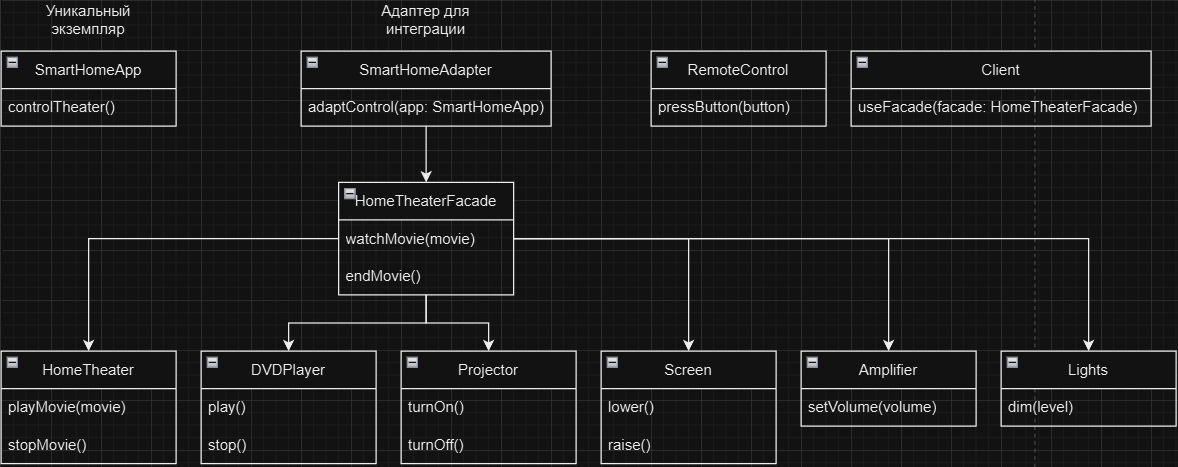 Уникальный
экземпляр
Адаптер для
интеграции
SmartHomeApp
controlTheater()
SmartHomeAdapter
adaptControl(app: SmartHomeApp)
RemoteControl
pressButton(button)
Client
useFacade(facade: HomeTheaterFacade)
HomeTheaterFacade
watchMovie(movie)
endMovie()
HomeTheater
playMovie(movie)
stopMovie()
DVDPlayer
play()
stop()
Projector
turnOn()
turnOff()
Screen
lower()
raise()
Amplifier
setVolume(volume)
Lights
dim(level)